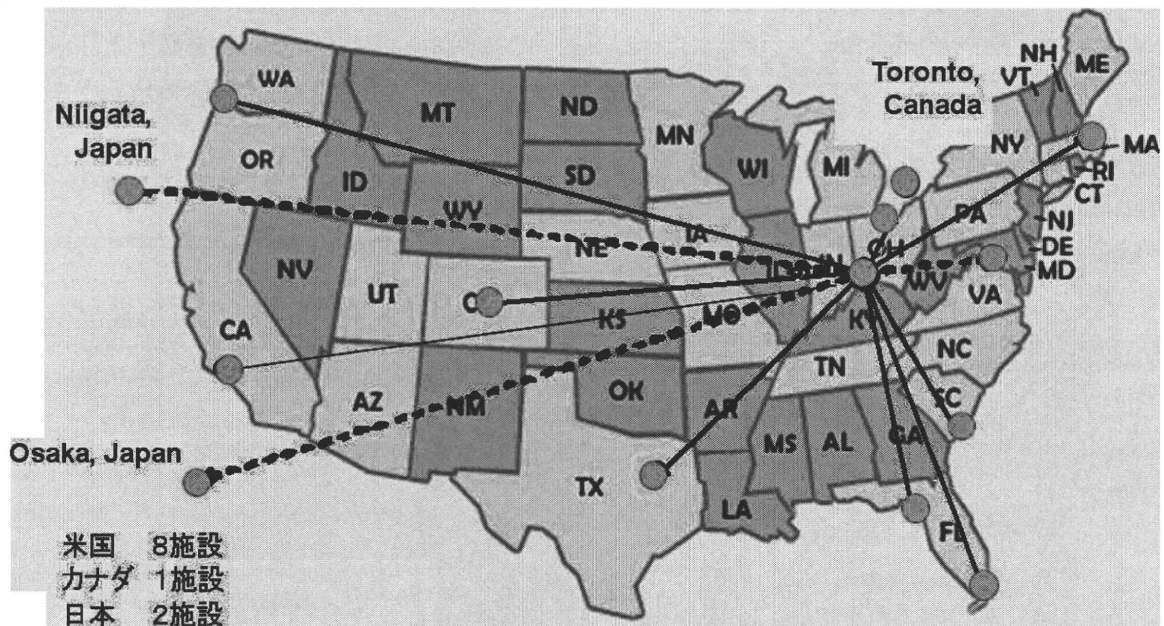 Niigata,
Japan
Toronto,
Canada
Osaka, Japan
WA
OR
CA
NV
ID
MT
WY
UT
AZ
NM
ND
SD
NE
KS
OK
TX
MN
IA
MO
AR
LA
WI
MI
OH
KY
TN
MS
AL
GA
FL
SC
NC
VA
WV
PA
NY
VT
NH
ME
MA
RI
CT
NJ
DE
MD
米国 8施設
カナダ 1施設
日本 2施設